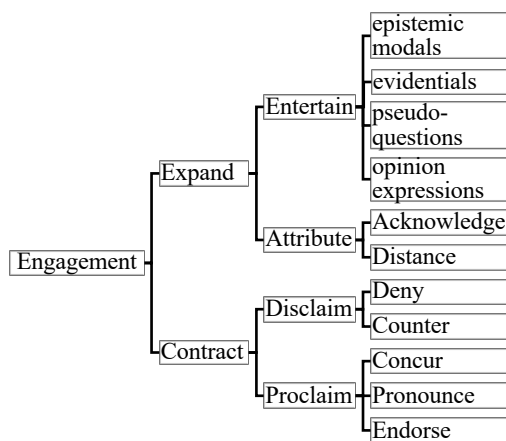 epistemic
modals
evidentials
Entertain
pseudo-
questions
Expand
opinion
expressions
Acknowledge
Attribute
Distance
Engagement
Deny
Disclaim
Counter
Contract
Concur
Proclaim
Pronounce
Endorse